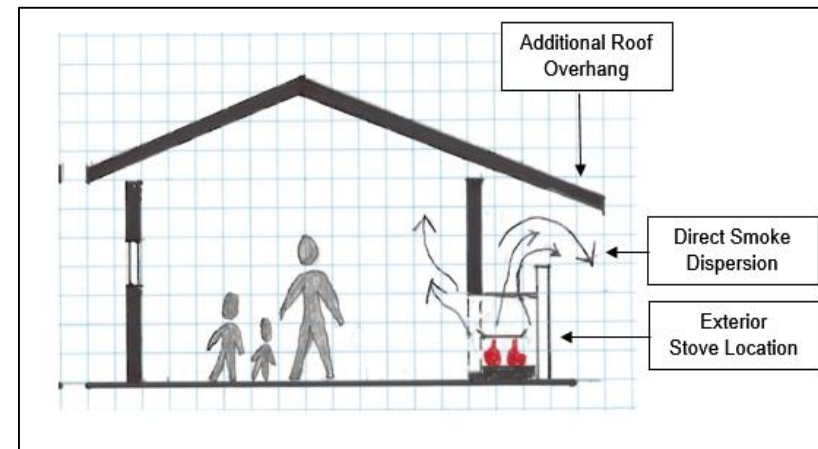 Additional Roof
Overhang
Direct Smoke
Dispersion
Exterior
Stove Location